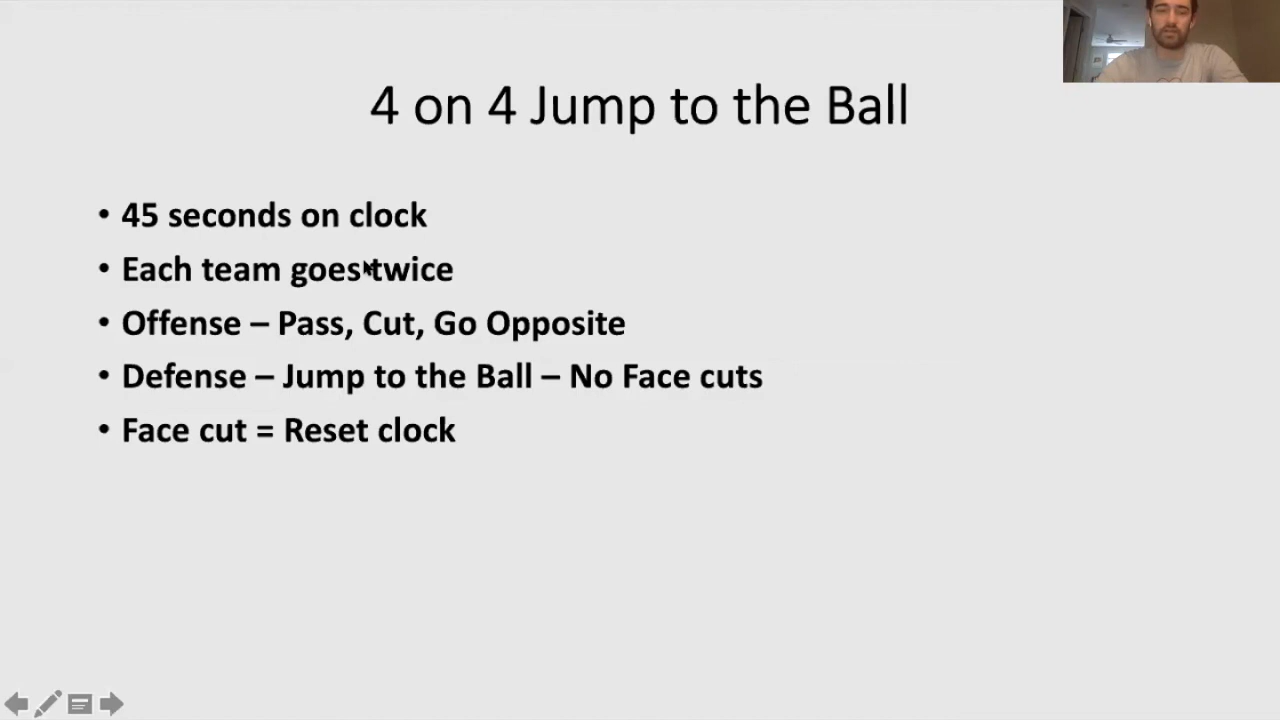 4 on 4 Jump to the Ball
• 45 seconds on clock
• Each team goes twice
• Offense – Pass, Cut, Go Opposite
• Defense – Jump to the Ball – No Face cuts
• Face cut = Reset clock